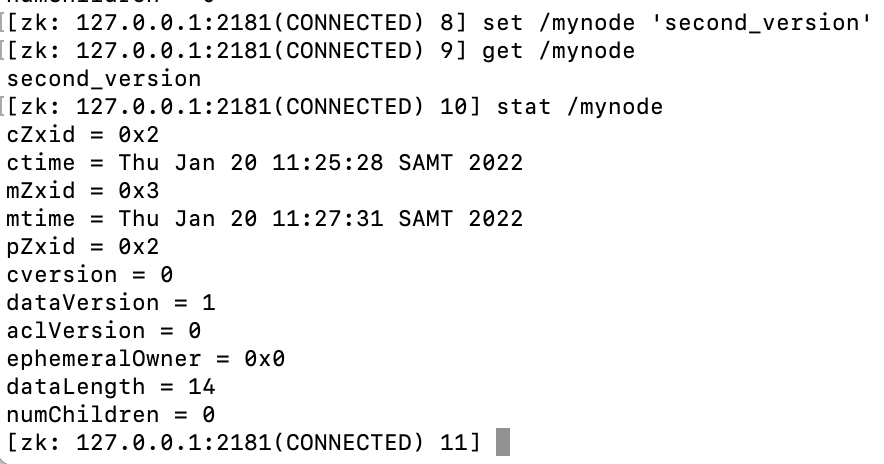 [[zk: 127.0.0.1:2181(CONNECTED) 8] set /mynode 'second_version'
[[zk: 127.0.0.1:2181(CONNECTED) 9] get /mynode
second_version
[[zk: 127.0.0.1:2181(CONNECTED) 10] stat /mynode
cZxid = 0x2
ctime = Thu Jan 20 11:25:28 SAMT 2022
mZxid = 0x3
mtime = Thu Jan 20 11:27:31 SAMT 2022
pZxid = 0x2
cversion = 0
dataVersion = 1
aclVersion = 0
ephemeralOwner = 0x0
dataLength = 14
numChildren = 0
[zk: 127.0.0.1:2181(CONNECTED) 11]